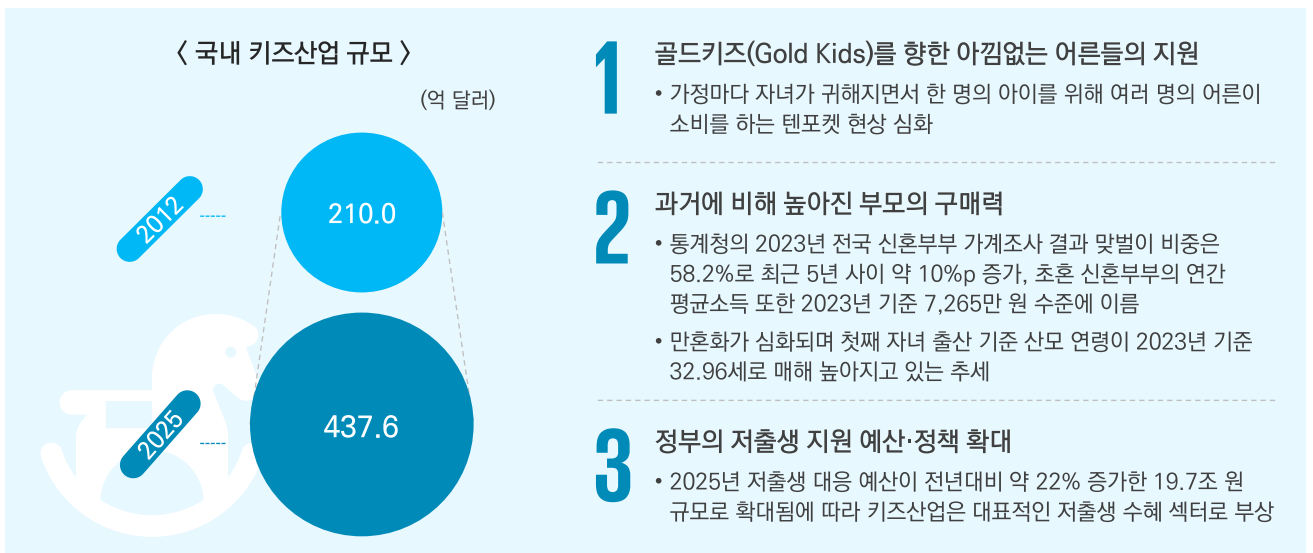 〈 국내 키즈산업 규모 〉
(억 달러)
2012
210.0
2025
437.6
1
골드키즈(Gold Kids)를 향한 아낌없는 어른들의 지원
• 가정마다 자녀가 귀해지면서 한 명의 아이를 위해 여러 명의 어른이
소비를 하는 텐포켓 현상 심화
2
과거에 비해 높아진 부모의 구매력
• 통계청의 2023년 전국 신혼부부 가계조사 결과 맞벌이 비중은
58.2%로 최근 5년 사이 약 10%p 증가, 초혼 신혼부부의 연간
평균소득 또한 2023년 기준 7,265만 원 수준에 이름
• 만혼화가 심화되며 첫째 자녀 출산 기준 산모 연령이 2023년 기준
32.96세로 매해 높아지고 있는 추세
3
정부의 저출생 지원 예산·정책 확대
• 2025년 저출생 대응 예산이 전년대비 약 22% 증가한 19.7조 원
규모로 확대됨에 따라 키즈산업은 대표적인 저출생 수혜 섹터로 부상